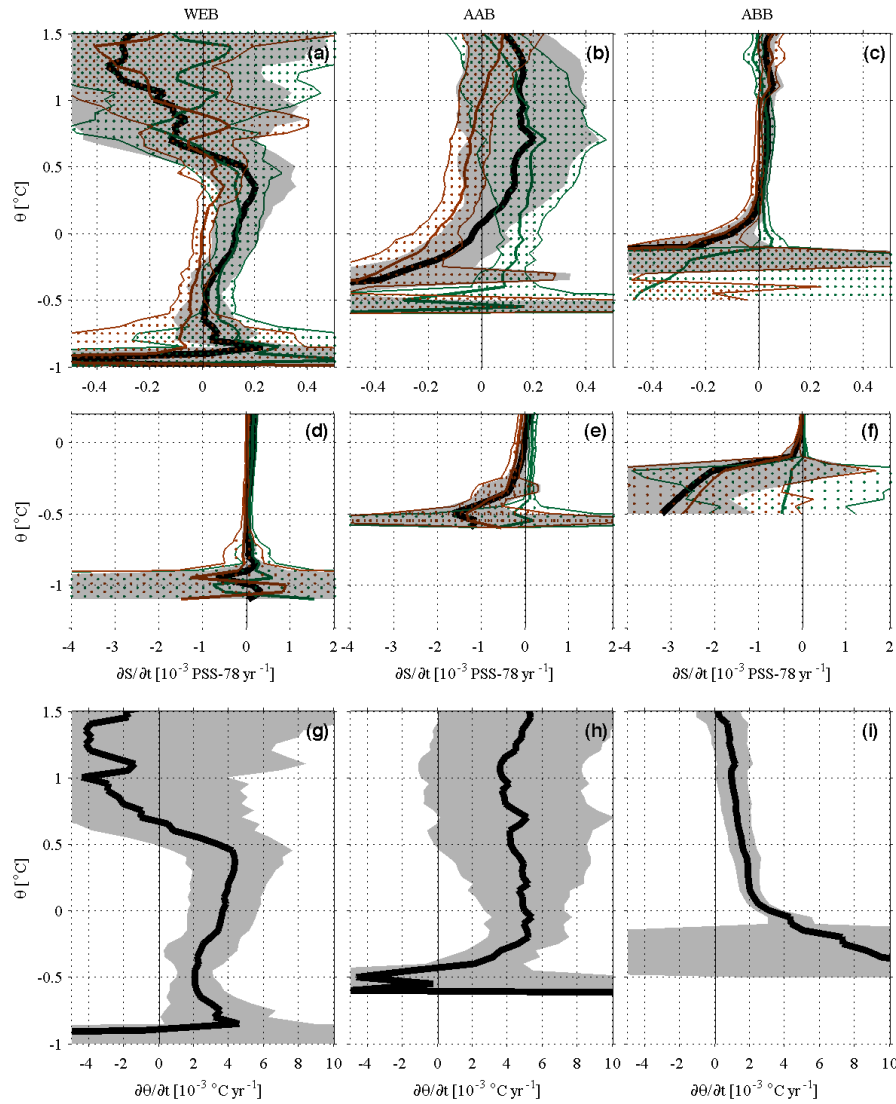 WEB AAB ABB
(a) (b) (c)
θ [°C]
1.5
1
0.5
0
-0.5
-1
-0.4 -0.2 0 0.2 0.4
-0.4 -0.2 0 0.2 0.4
-0.4 -0.2 0 0.2 0.4
(d) (e) (f)
θ [°C]
0
-0.5
-1
-4 -3 -2 -1 0 1 2
-4 -3 -2 -1 0 1 2
-4 -3 -2 -1 0 1 2
∂S/∂t [10⁻³ PSS-78 yr⁻¹] ∂S/∂t [10⁻³ PSS-78 yr⁻¹] ∂S/∂t [10⁻³ PSS-78 yr⁻¹]
(g) (h) (i)
θ [°C]
1.5
1
0.5
0
-0.5
-1
-4 -2 0 2 4 6 8 10
-4 -2 0 2 4 6 8 10
-4 -2 0 2 4 6 8 10
∂θ/∂t [10⁻³ °C yr⁻¹] ∂θ/∂t [10⁻³ °C yr⁻¹] ∂θ/∂t [10⁻³ °C yr⁻¹]